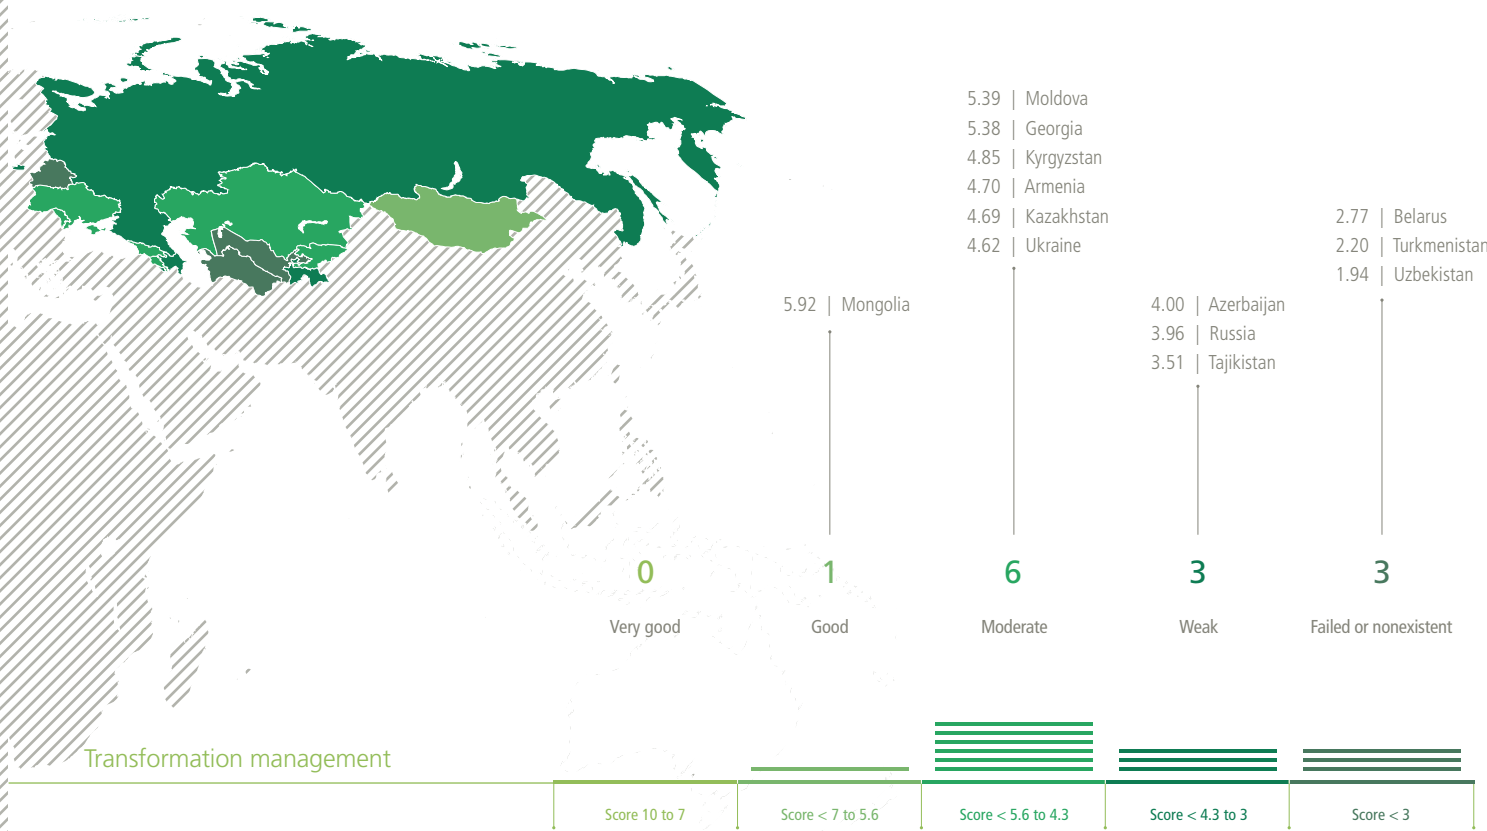 5.39 | Moldova
5.38 | Georgia
4.85 | Kyrgyzstan
4.70 | Armenia
4.69 | Kazakhstan
4.62 | Ukraine
2.77 | Belarus
2.20 | Turkmenistan
1.94 | Uzbekistan
5.92 | Mongolia
4.00 | Azerbaijan
3.96 | Russia
3.51 | Tajikistan
0
1
6
3
3
Very good
Good
Moderate
Weak
Failed or nonexistent
Transformation management
Score 10 to 7
Score < 7 to 5.6
Score < 5.6 to 4.3
Score < 4.3 to 3
Score < 3